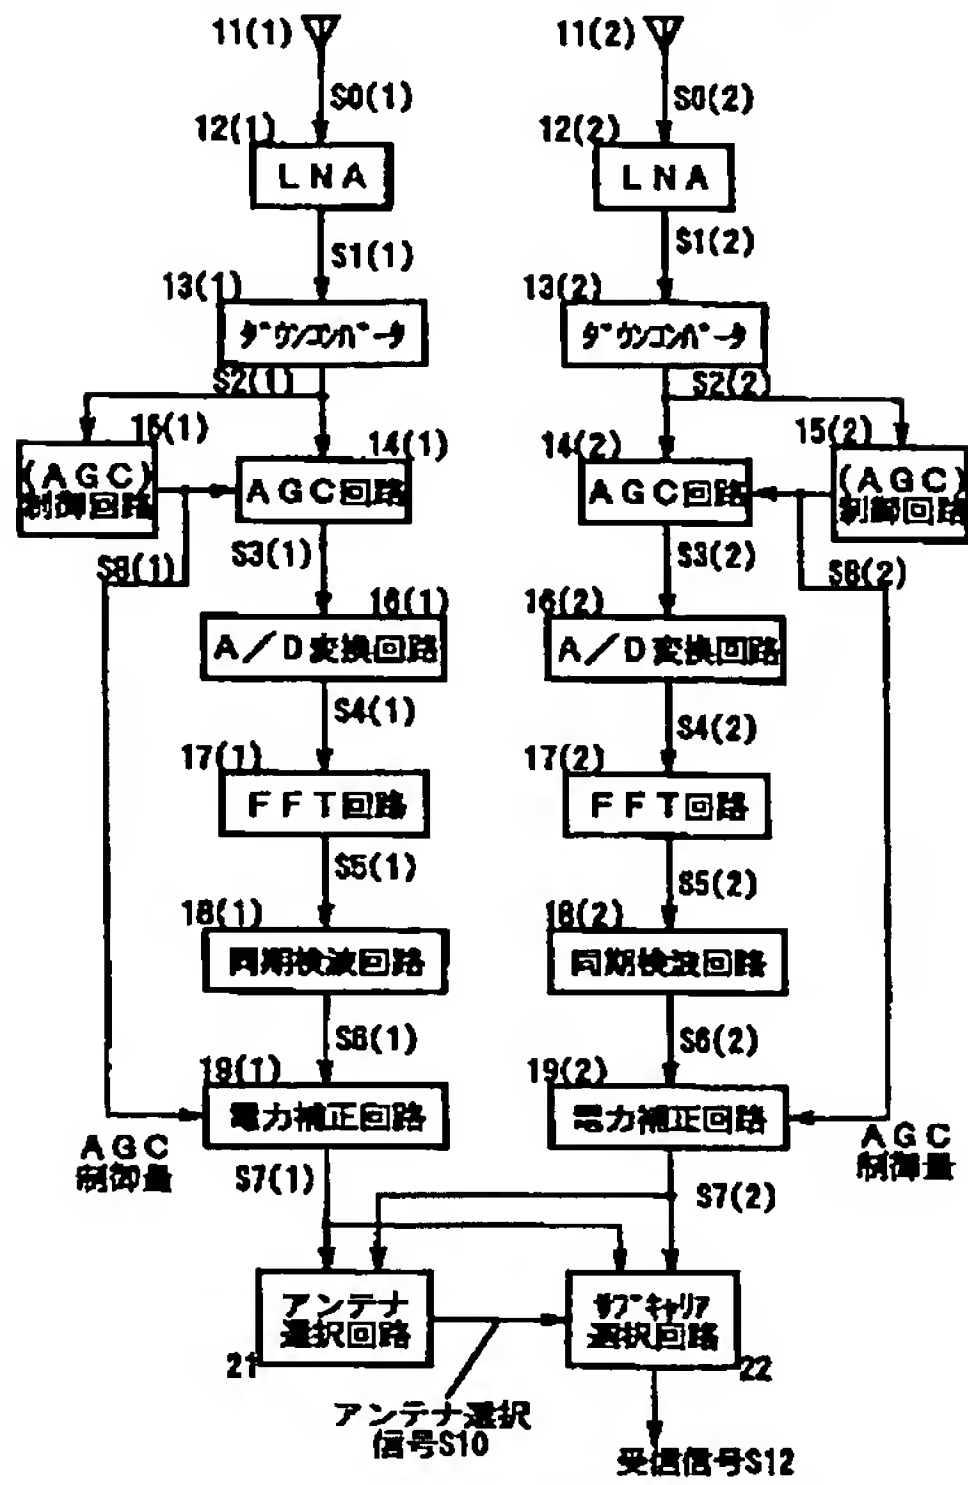 11(1)
11(2)
S0(1)
S0(2)
12(1)
12(2)
LNA
LNA
S1(1)
S1(2)
13(1)
13(2)
ダウンコンバータ
ダウンコンバータ
S2(1)
S2(2)
15(1)
14(1)
14(2)
15(2)
(AGC)
制御回路
AGC回路
AGC回路
(AGC)
制御回路
S8(1)
S3(1)
S3(2)
S8(2)
16(1)
16(2)
A/D変換回路
A/D変換回路
S4(1)
S4(2)
17(1)
17(2)
FFT回路
FFT回路
S5(1)
S5(2)
18(1)
18(2)
同期検波回路
同期検波回路
S6(1)
S6(2)
19(1)
19(2)
電力補正回路
電力補正回路
AGC
制御量
AGC
制御量
S7(1)
S7(2)
アンテナ
選択回路
サブキャリア
選択回路
21
22
アンテナ選択
信号S10
受信信号S12